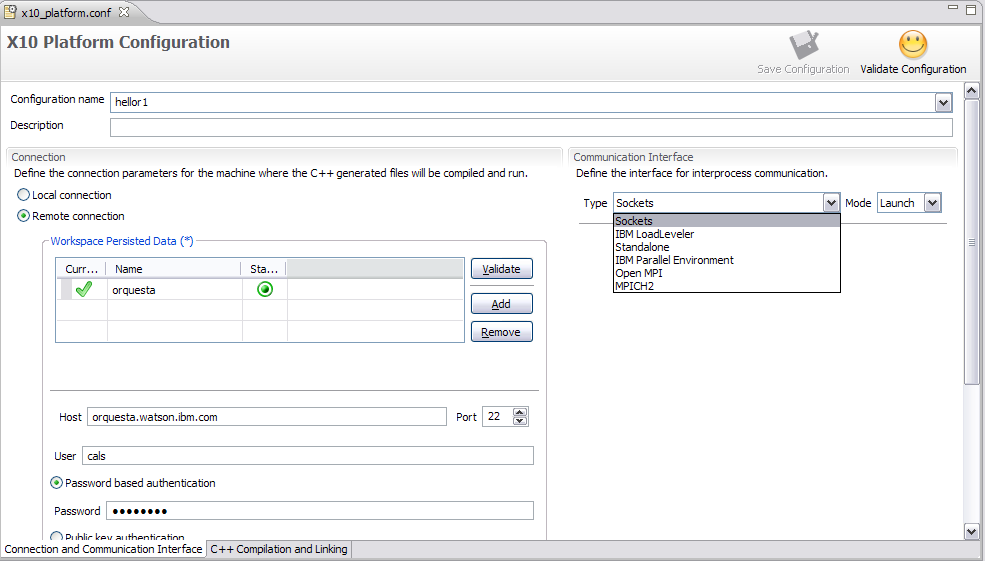 x10_platform.conf
X10 Platform Configuration
Save Configuration
Validate Configuration
Configuration name
hellor1
Description
Connection
Define the connection parameters for the machine where the C++ generated files will be compiled and run.
Local connection
Remote connection
Workspace Persisted Data (*)
Curr... Name Sta...
orquesta
Validate
Add
Remove
Host orquesta.watson.ibm.com Port 22
User cals
Password based authentication
Password ●●●●●●●●
Public key authentication
Communication Interface
Define the interface for interprocess communication.
Type Sockets Mode Launch
Sockets
IBM LoadLeveler
Standalone
IBM Parallel Environment
Open MPI
MPICH2
Connection and Communication Interface C++ Compilation and Linking